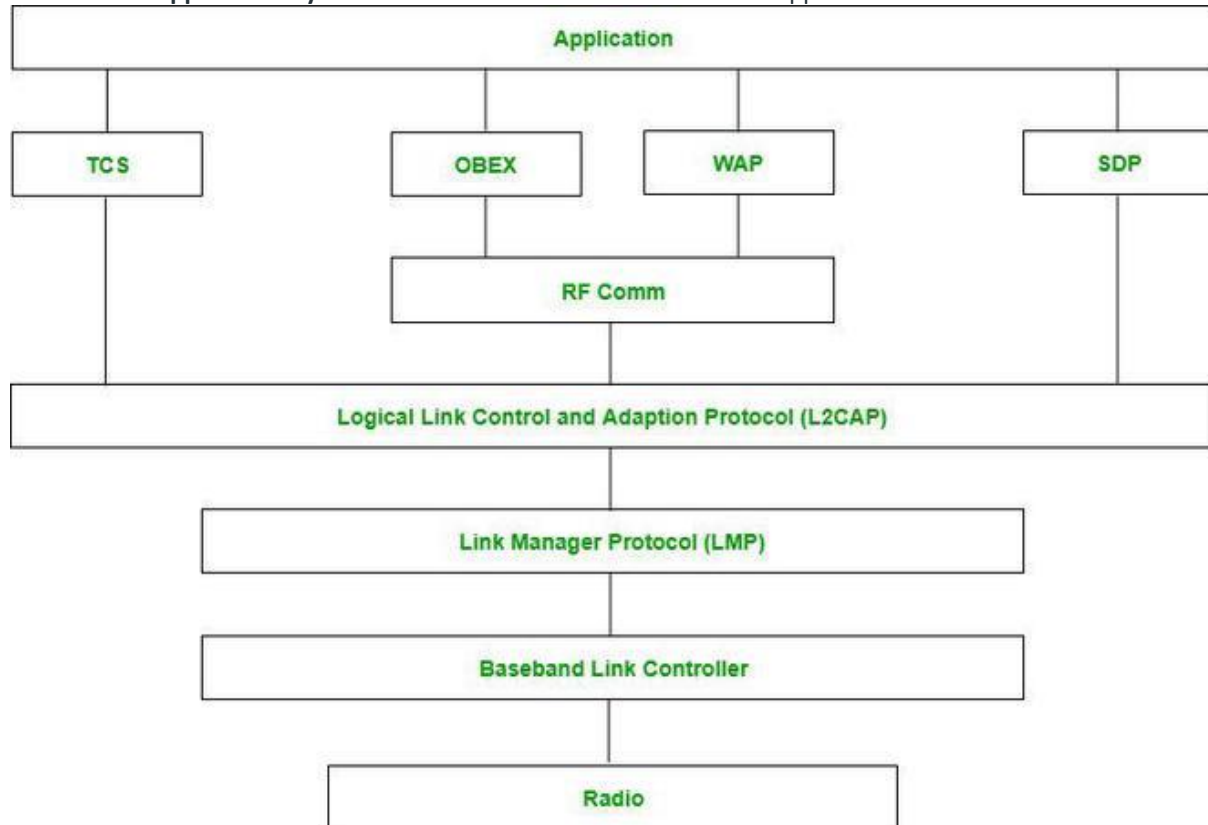 Application
TCS
OBEX
WAP
SDP
RF Comm
Logical Link Control and Adaption Protocol (L2CAP)
Link Manager Protocol (LMP)
Baseband Link Controller
Radio